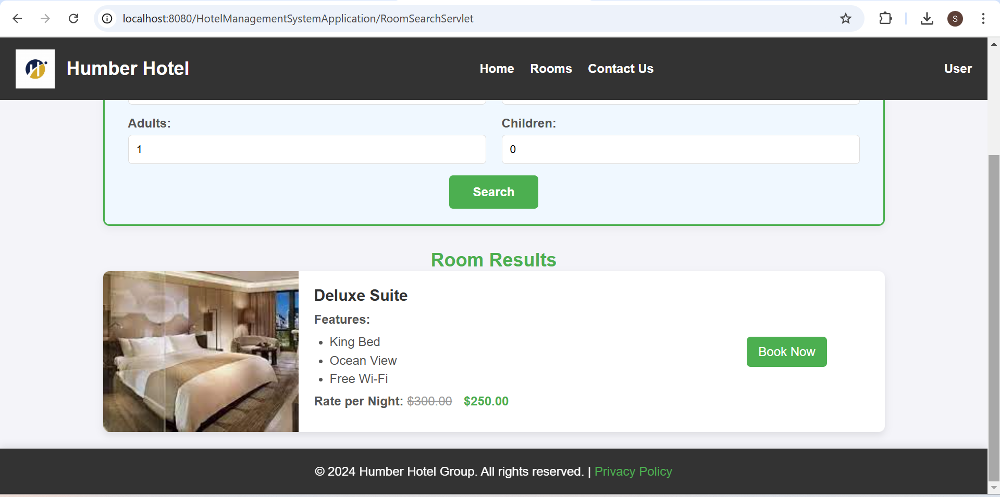 localhost:8080/HotelManagementSystemApplication/RoomSearchServlet
S
H
Humber Hotel
Home
Rooms
Contact Us
User
Adults:
Children:
1
0
Search
Room Results
Deluxe Suite
Features:
King Bed
Ocean View
Free Wi-Fi
Rate per Night: $300.00 $250.00
Book Now
© 2024 Humber Hotel Group. All rights reserved. | Privacy Policy